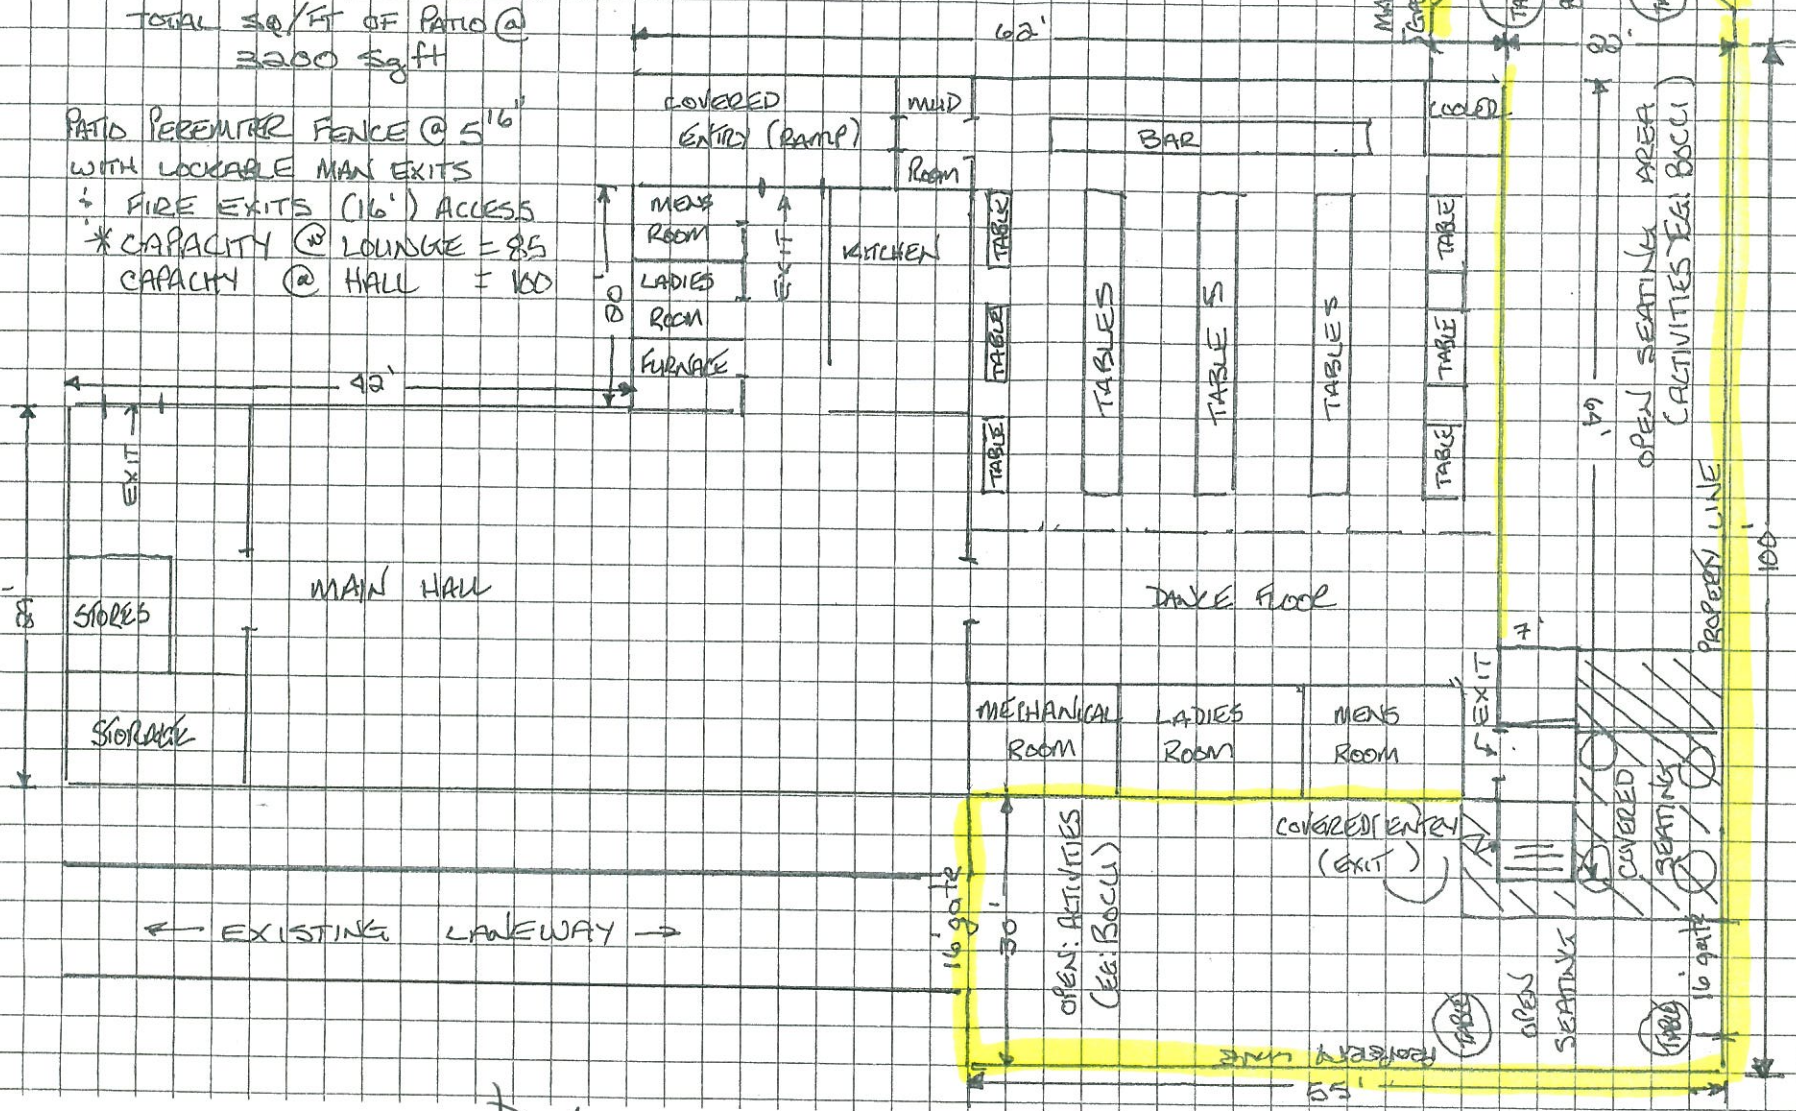 TOTAL SQ/FT OF PATIO @
3200 sqft
PATIO PEREMITER FENCE @ 5'6"
WITH LOCKABLE MAN EXITS
FIRE EXITS (16') ACCESS
* CAPACITY @ LOUNGE = 85
CAPACITY @ HALL = 100
62'
22'
COVERED
ENTRY (RAMP)
MUD
ROOM
BAR
COOLER
MENS
ROOM
LADIES
ROOM
FURNACE
EXIT
KITCHEN
TABLE
TABLE
TABLE
TABLES
TABLES
TABLES
TABLE
TABLE
TABLE
64'
OPEN SEATING AREA
(ACTIVITIES EG: BOCCI)
PROPERTY LINE
100'
42'
EXIT
STORES
STORAGE
MAIN HALL
DANCE FLOOR
7'
EXIT
MECHANICAL
ROOM
LADIES
ROOM
MENS
ROOM
COVERED ENTRY
(EXIT)
COVERED
SEATING
← EXISTING LANEWAY →
16' gate
30'
OPEN: ACTIVITIES
(EG: BOCCI)
TABLE
OPEN
SEATING
TABLE
16' gate
PROPERTY LINE
55'